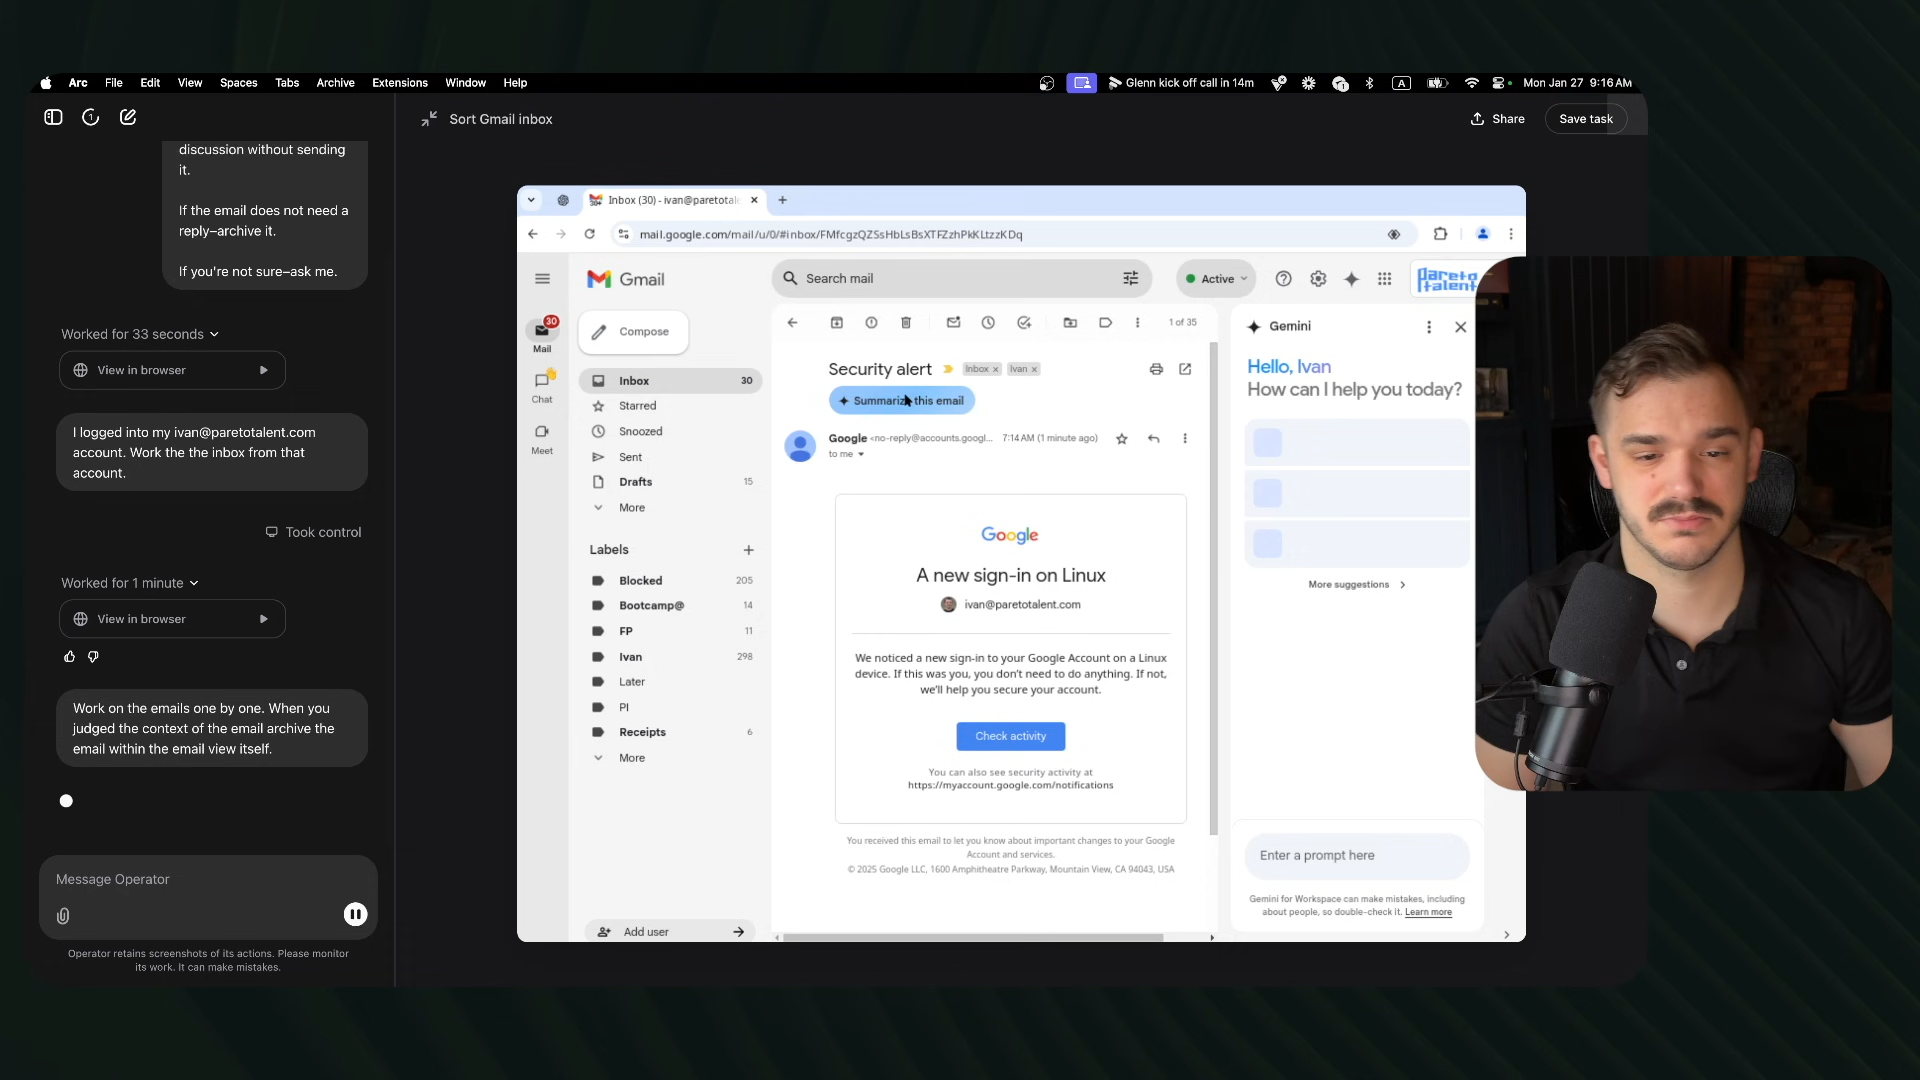 Arc File Edit View Spaces Tabs Archive Extensions Window Help
Glenn kick off call in 14m
A
Mon Jan 27 9:16 AM
1
Sort Gmail inbox
Share
Save task
discussion without sending
it.
If the email does not need a
reply–archive it.
If you're not sure–ask me.
Worked for 33 seconds
View in browser
I logged into my ivan@paretotalent.com
account. Work the the inbox from that
account.
Took control
Worked for 1 minute
View in browser
Work on the emails one by one. When you
judged the context of the email archive the
email within the email view itself.
Message Operator
Operator retains screenshots of its actions. Please monitor
its work. It can make mistakes.
Inbox (30) - ivan@paretotale
mail.google.com/mail/u/0/#inbox/FMfcgzQZSsHbLsBsXTFZzhPkKLtzzKDq
Gmail
Search mail
Active
Pareto
talent
30
Mail
Chat
Meet
Compose
Inbox 30
Starred
Snoozed
Sent
Drafts 15
More
Labels
Blocked 205
Bootcamp@ 14
FP 11
Ivan 298
Later
PI
Receipts 6
More
Add user
1 of 35
Security alert
Inbox x
Ivan x
Summarize this email
Google <no-reply@accounts.googl... 7:14 AM (1 minute ago)
to me
Google
A new sign-in on Linux
ivan@paretotalent.com
We noticed a new sign-in to your Google Account on a Linux
device. If this was you, you don't need to do anything. If not,
we'll help you secure your account.
Check activity
You can also see security activity at
https://myaccount.google.com/notifications
You received this email to let you know about important changes to your Google
Account and services.
© 2025 Google LLC, 1600 Amphitheatre Parkway, Mountain View, CA 94043, USA
Gemini
Hello, Ivan
How can I help you today?
More suggestions
Enter a prompt here
Gemini for Workspace can make mistakes, including
about people, so double-check it. Learn more